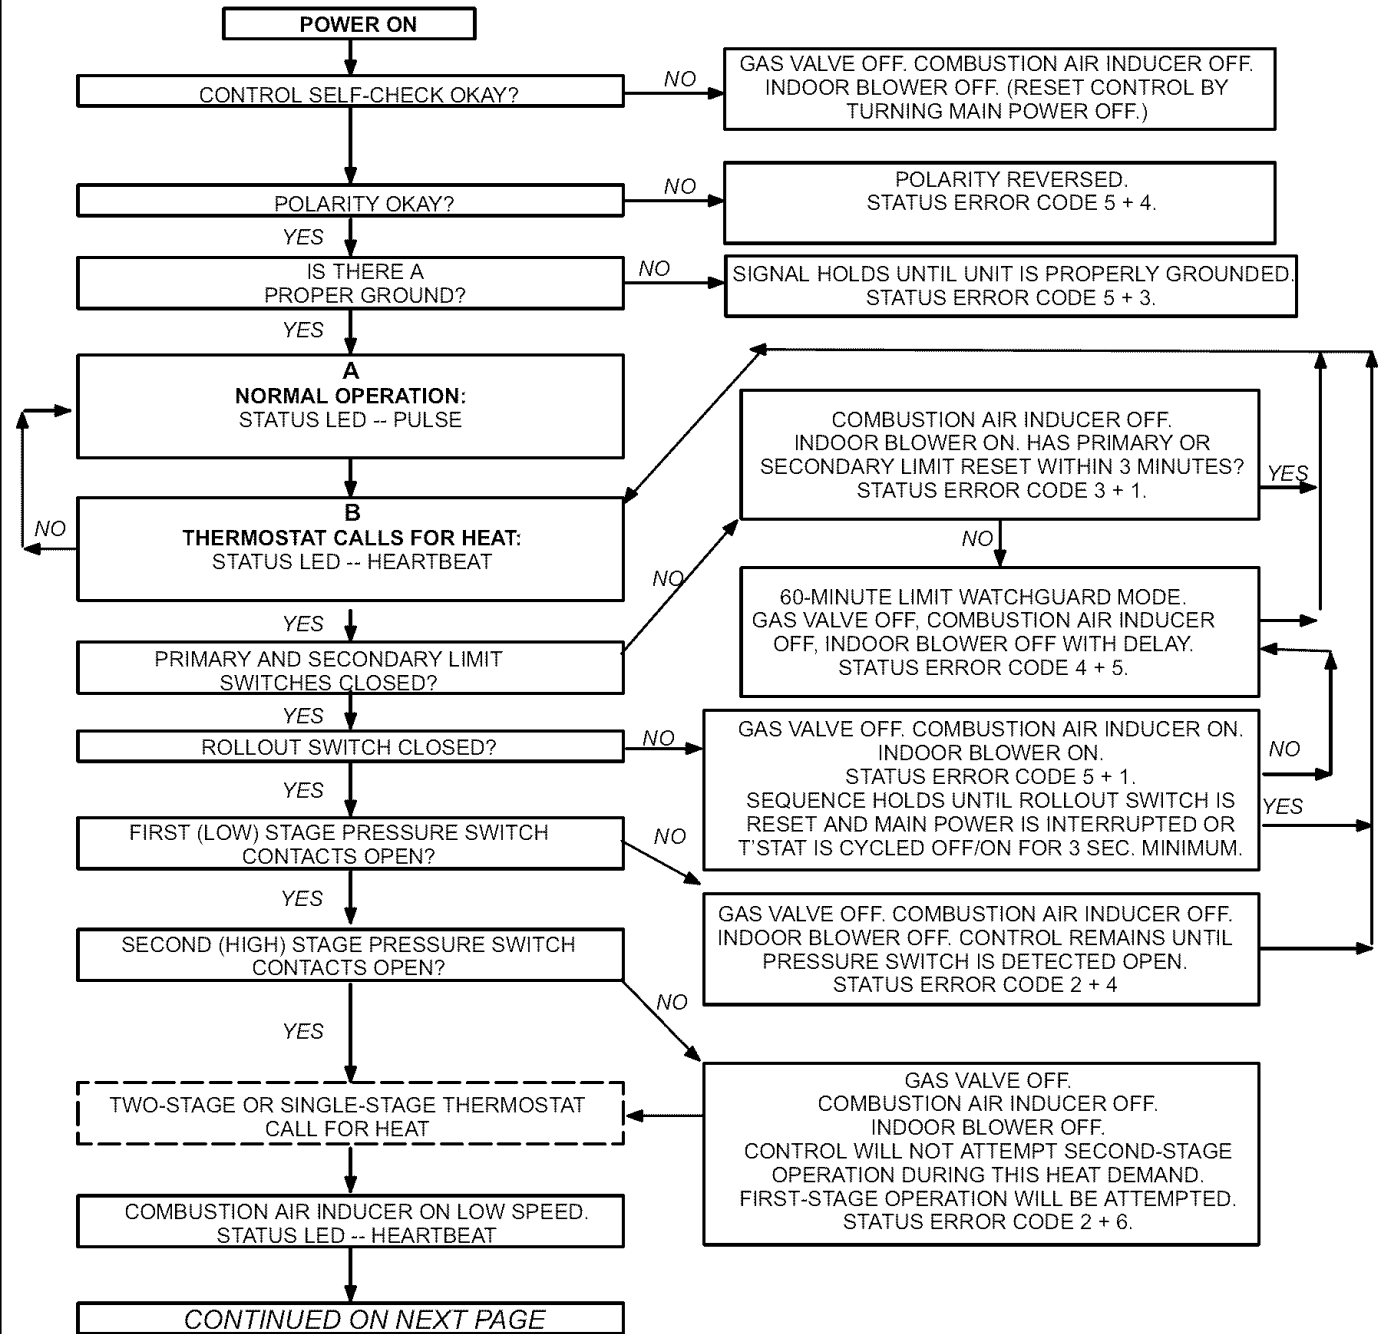 POWER ON
CONTROL SELF-CHECK OKAY?
NO
GAS VALVE OFF. COMBUSTION AIR INDUCER OFF.
INDOOR BLOWER OFF. (RESET CONTROL BY
TURNING MAIN POWER OFF.)
POLARITY OKAY?
NO
POLARITY REVERSED.
STATUS ERROR CODE 5 + 4.
YES
IS THERE A
PROPER GROUND?
NO
SIGNAL HOLDS UNTIL UNIT IS PROPERLY GROUNDED.
STATUS ERROR CODE 5 + 3.
YES
A
NORMAL OPERATION:
STATUS LED -- PULSE
B
THERMOSTAT CALLS FOR HEAT:
STATUS LED -- HEARTBEAT
NO
YES
PRIMARY AND SECONDARY LIMIT
SWITCHES CLOSED?
NO
COMBUSTION AIR INDUCER OFF.
INDOOR BLOWER ON. HAS PRIMARY OR
SECONDARY LIMIT RESET WITHIN 3 MINUTES?
STATUS ERROR CODE 3 + 1.
YES
NO
60-MINUTE LIMIT WATCHGUARD MODE.
GAS VALVE OFF, COMBUSTION AIR INDUCER
OFF, INDOOR BLOWER OFF WITH DELAY.
STATUS ERROR CODE 4 + 5.
YES
ROLLOUT SWITCH CLOSED?
NO
GAS VALVE OFF. COMBUSTION AIR INDUCER ON.
INDOOR BLOWER ON.
STATUS ERROR CODE 5 + 1.
SEQUENCE HOLDS UNTIL ROLLOUT SWITCH IS
RESET AND MAIN POWER IS INTERRUPTED OR
T'STAT IS CYCLED OFF/ON FOR 3 SEC. MINIMUM.
NO
YES
YES
FIRST (LOW) STAGE PRESSURE SWITCH
CONTACTS OPEN?
NO
GAS VALVE OFF. COMBUSTION AIR INDUCER OFF.
INDOOR BLOWER OFF. CONTROL REMAINS UNTIL
PRESSURE SWITCH IS DETECTED OPEN.
STATUS ERROR CODE 2 + 4
YES
SECOND (HIGH) STAGE PRESSURE SWITCH
CONTACTS OPEN?
NO
GAS VALVE OFF.
COMBUSTION AIR INDUCER OFF.
INDOOR BLOWER OFF.
CONTROL WILL NOT ATTEMPT SECOND-STAGE
OPERATION DURING THIS HEAT DEMAND.
FIRST-STAGE OPERATION WILL BE ATTEMPTED.
STATUS ERROR CODE 2 + 6.
YES
TWO-STAGE OR SINGLE-STAGE THERMOSTAT
CALL FOR HEAT
COMBUSTION AIR INDUCER ON LOW SPEED.
STATUS LED -- HEARTBEAT
CONTINUED ON NEXT PAGE